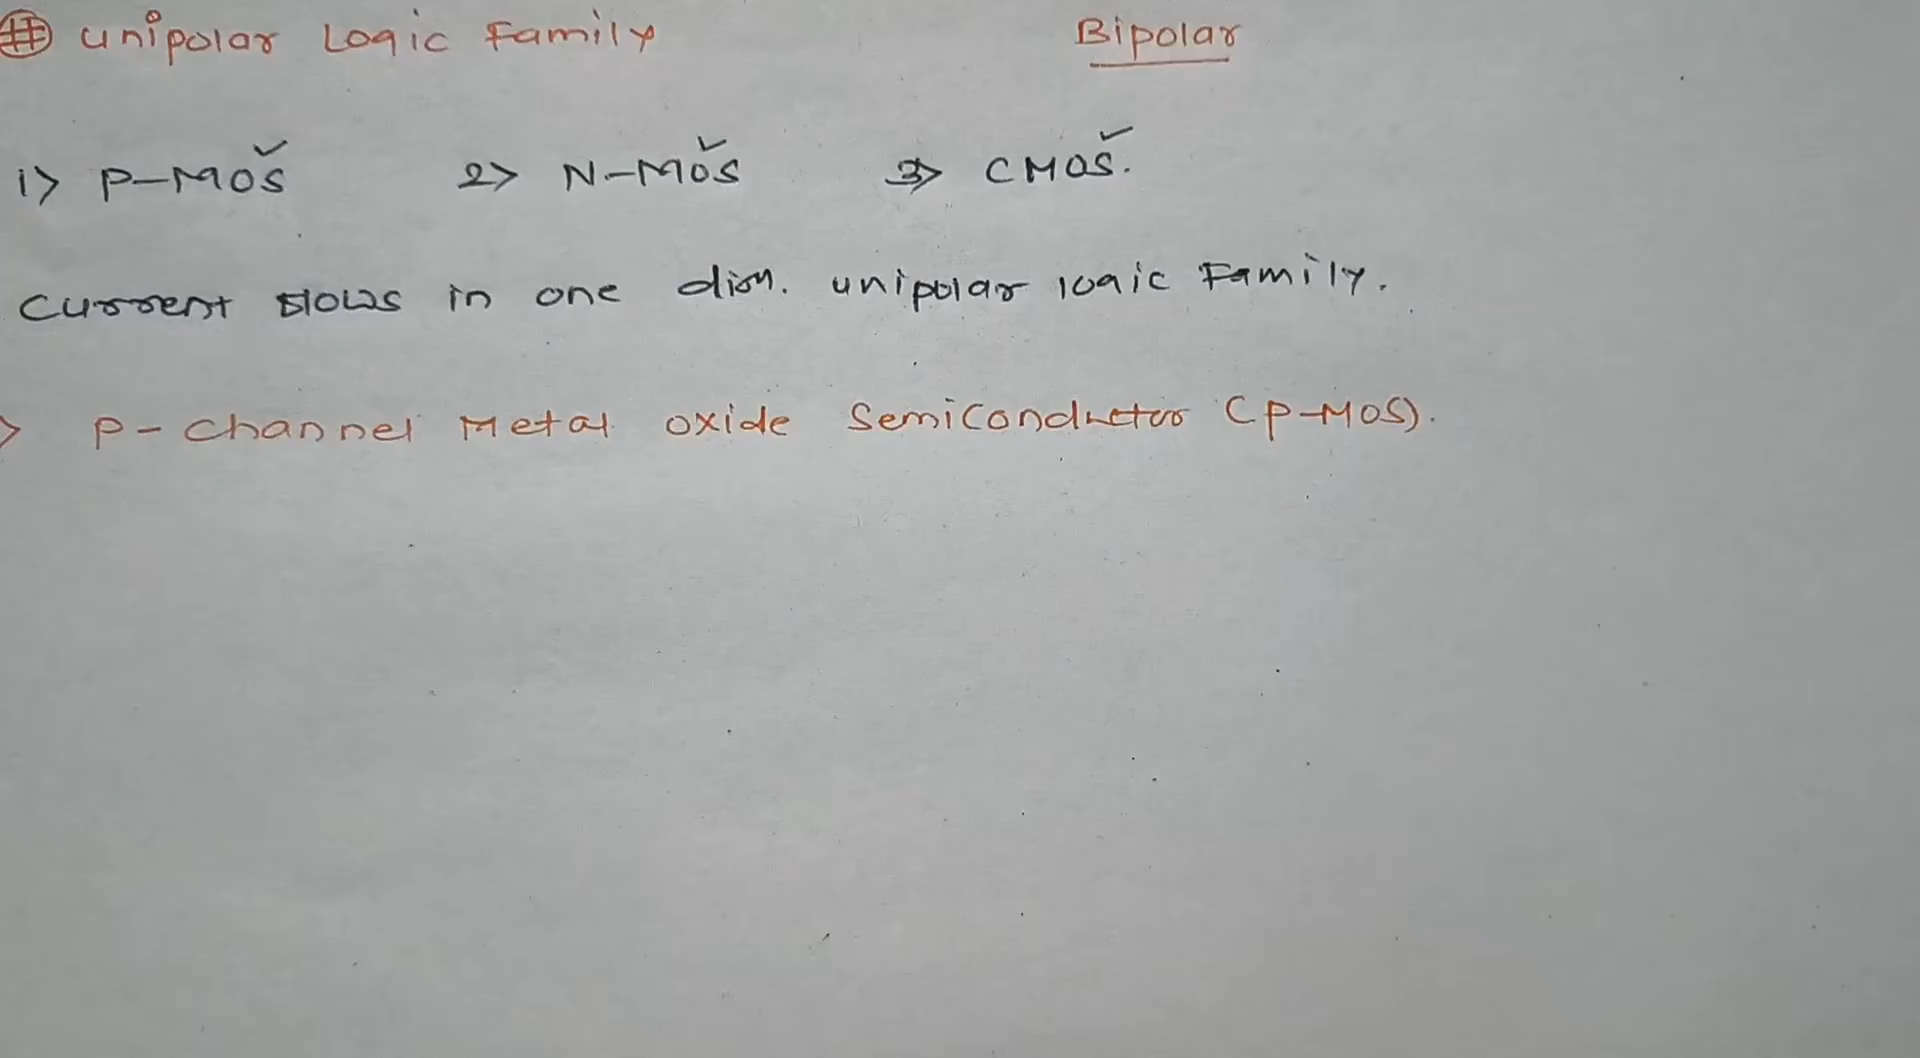 # unipolar Logic Family Bipolar
1> P-MOS 2> N-MOS 3> CMOS.
Current flows in one dirn. unipolar logic Family.
> P-channel Metal oxide Semiconductor (P-MOS).